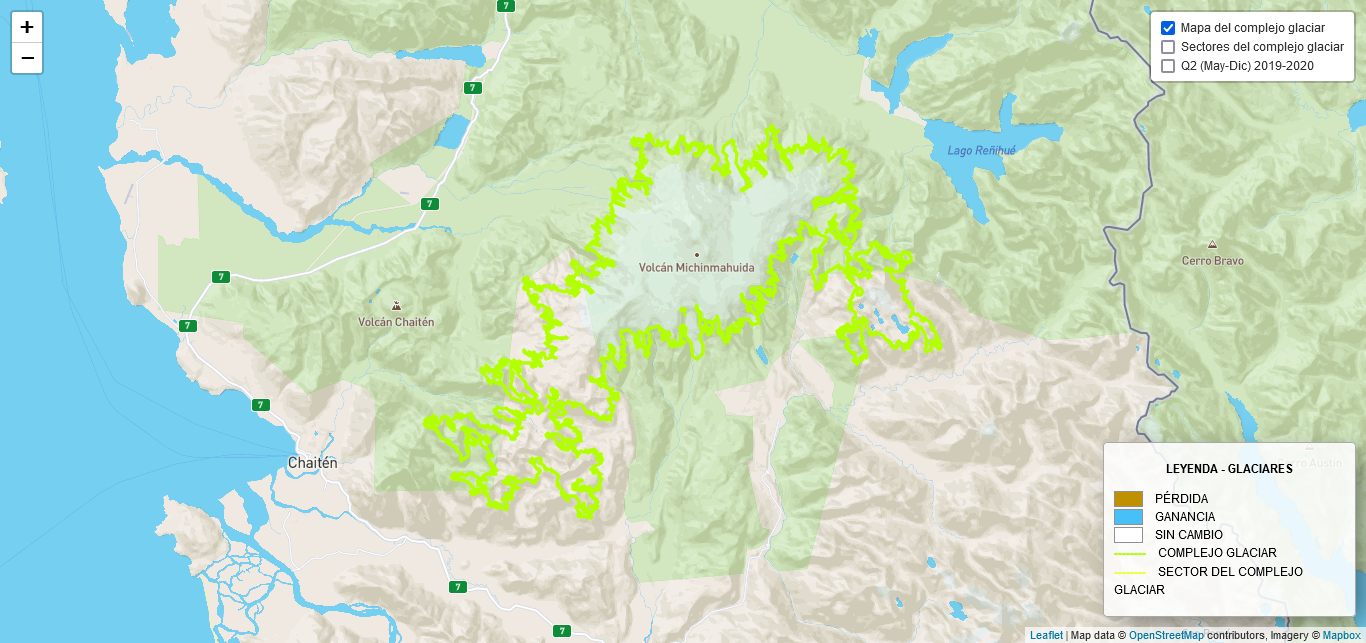 +
−
Mapa del complejo glaciar
Sectores del complejo glaciar
Q2 (May-Dic) 2019-2020
7
7
7
7
7
7
7
7
Lago Reñihué
Cerro Bravo
Volcán Michinmahuida
Volcán Chaitén
Chaitén
Cerro Austin
LEYENDA - GLACIARES
PÉRDIDA
GANANCIA
SIN CAMBIO
COMPLEJO GLACIAR
SECTOR DEL COMPLEJO
GLACIAR
Leaflet | Map data © OpenStreetMap contributors, Imagery © Mapbox